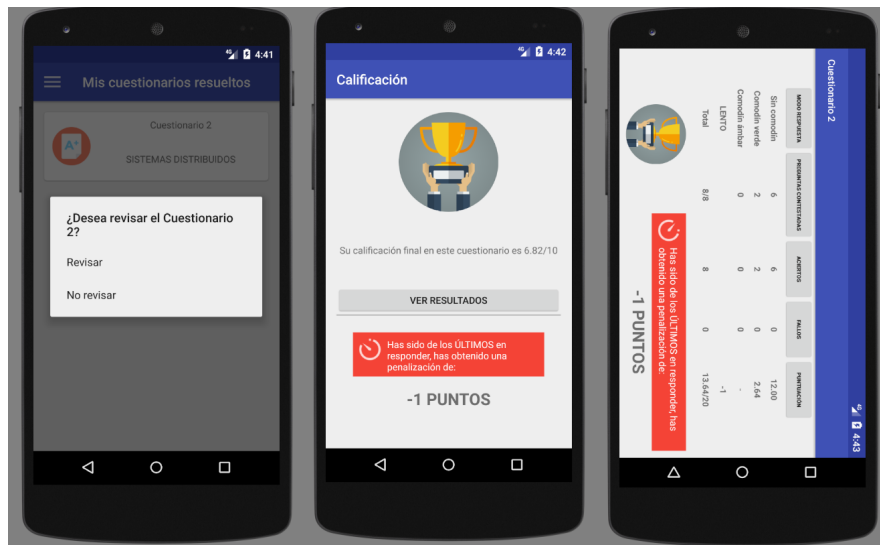 4G 4:41
Mis cuestionarios resueltos
A+
Cuestionario 2
SISTEMAS DISTRIBUIDOS
¿Desea revisar el Cuestionario
2?
Revisar
No revisar
4G 4:42
Calificación
Su calificación final en este cuestionario es 6.82/10
VER RESULTADOS
Has sido de los ÚLTIMOS en
responder, has obtenido una
penalización de:
-1 PUNTOS
4G 4:43
Cuestionario 2
MODO RESPUESTA PREGUNTAS CONTESTADAS ACIERTOS FALLOS PUNTUACIÓN
Sin comodín 6 6 0 12.00
Comodín verde 2 2 0 2.64
Comodín ámbar 0 0 0 -
LENTO -1
Total 8/8 8 0 13.64/20
Has sido de los ÚLTIMOS en responder, has
obtenido una penalización de:
-1 PUNTOS